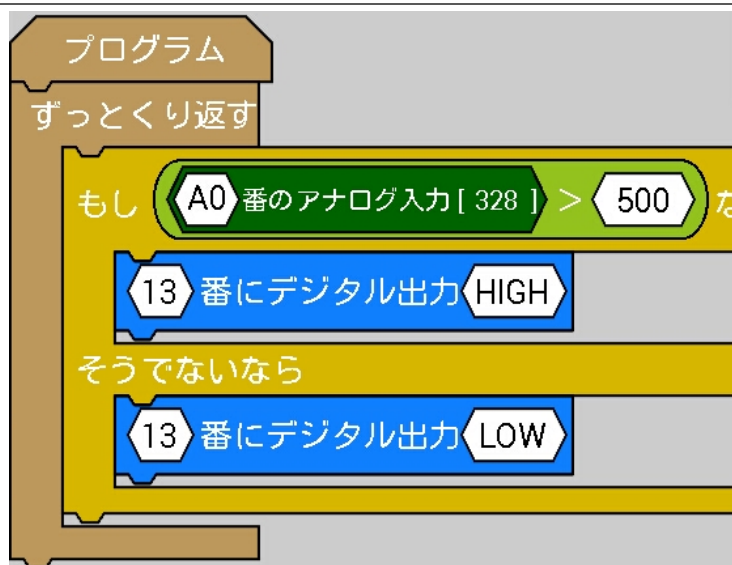 プログラム
ずっとくり返す
もし A0 番のアナログ入力 [ 328 ] > 500 な
13 番にデジタル出力 HIGH
そうでないなら
13 番にデジタル出力 LOW